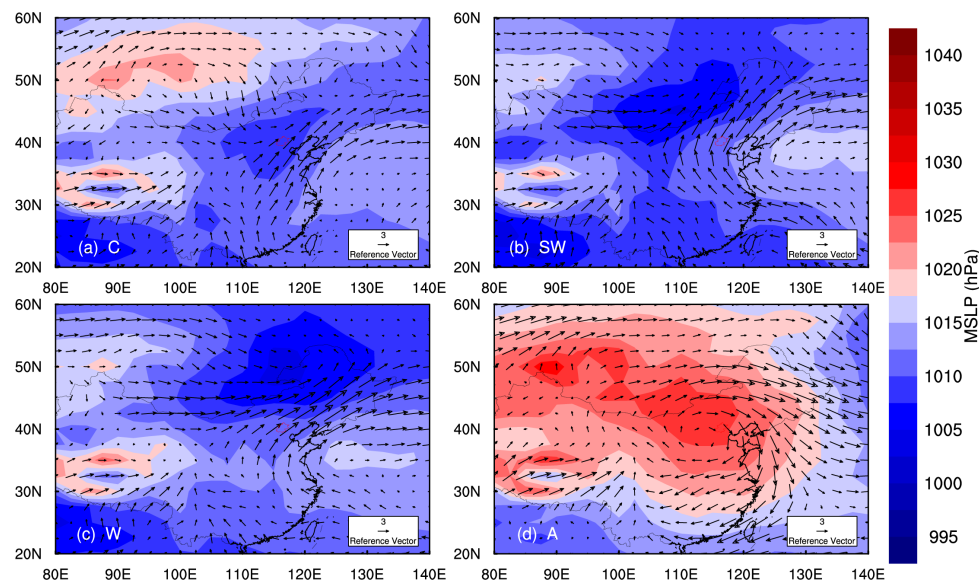 60N
50N
40N
30N
20N
(a) C
3
Reference Vector
80E 90E 100E 110E 120E 130E 140E
60N
50N
40N
30N
20N
(b) SW
3
Reference Vector
80E 90E 100E 110E 120E 130E 140E
60N
50N
40N
30N
20N
(c) W
3
Reference Vector
80E 90E 100E 110E 120E 130E 140E
60N
50N
40N
30N
20N
(d) A
3
Reference Vector
80E 90E 100E 110E 120E 130E 140E
1040
1035
1030
1025
1020
1015
1010
1005
1000
995
MSLP (hPa)